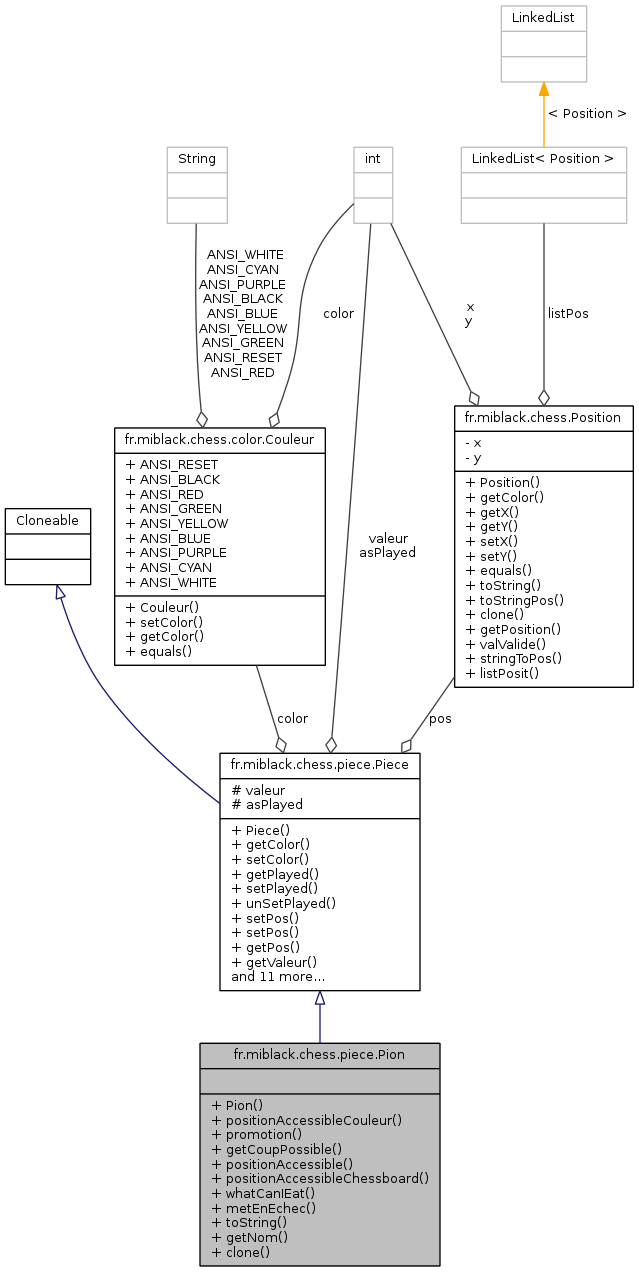 LinkedList
< Position >
String
int
LinkedList< Position >
ANSI_WHITE
ANSI_CYAN
ANSI_PURPLE
ANSI_BLACK
ANSI_BLUE
ANSI_YELLOW
ANSI_GREEN
ANSI_RESET
ANSI_RED
color
x
y
listPos
fr.miblack.chess.Position
- x
- y
+ Position()
+ getColor()
+ getX()
+ getY()
+ setX()
+ setY()
+ equals()
+ toString()
+ toStringPos()
+ clone()
+ getPosition()
+ valValide()
+ stringToPos()
+ listPosit()
fr.miblack.chess.color.Couleur
+ ANSI_RESET
+ ANSI_BLACK
+ ANSI_RED
+ ANSI_GREEN
+ ANSI_YELLOW
+ ANSI_BLUE
+ ANSI_PURPLE
+ ANSI_CYAN
+ ANSI_WHITE
+ Couleur()
+ setColor()
+ getColor()
+ equals()
Cloneable
valeur
asPlayed
color
pos
fr.miblack.chess.piece.Piece
# valeur
# asPlayed
+ Piece()
+ getColor()
+ setColor()
+ getPlayed()
+ setPlayed()
+ unSetPlayed()
+ setPos()
+ setPos()
+ getPos()
+ getValeur()
and 11 more...
fr.miblack.chess.piece.Pion
+ Pion()
+ positionAccessibleCouleur()
+ promotion()
+ getCoupPossible()
+ positionAccessible()
+ positionAccessibleChessboard()
+ whatCanIEat()
+ metEnEchec()
+ toString()
+ getNom()
+ clone()